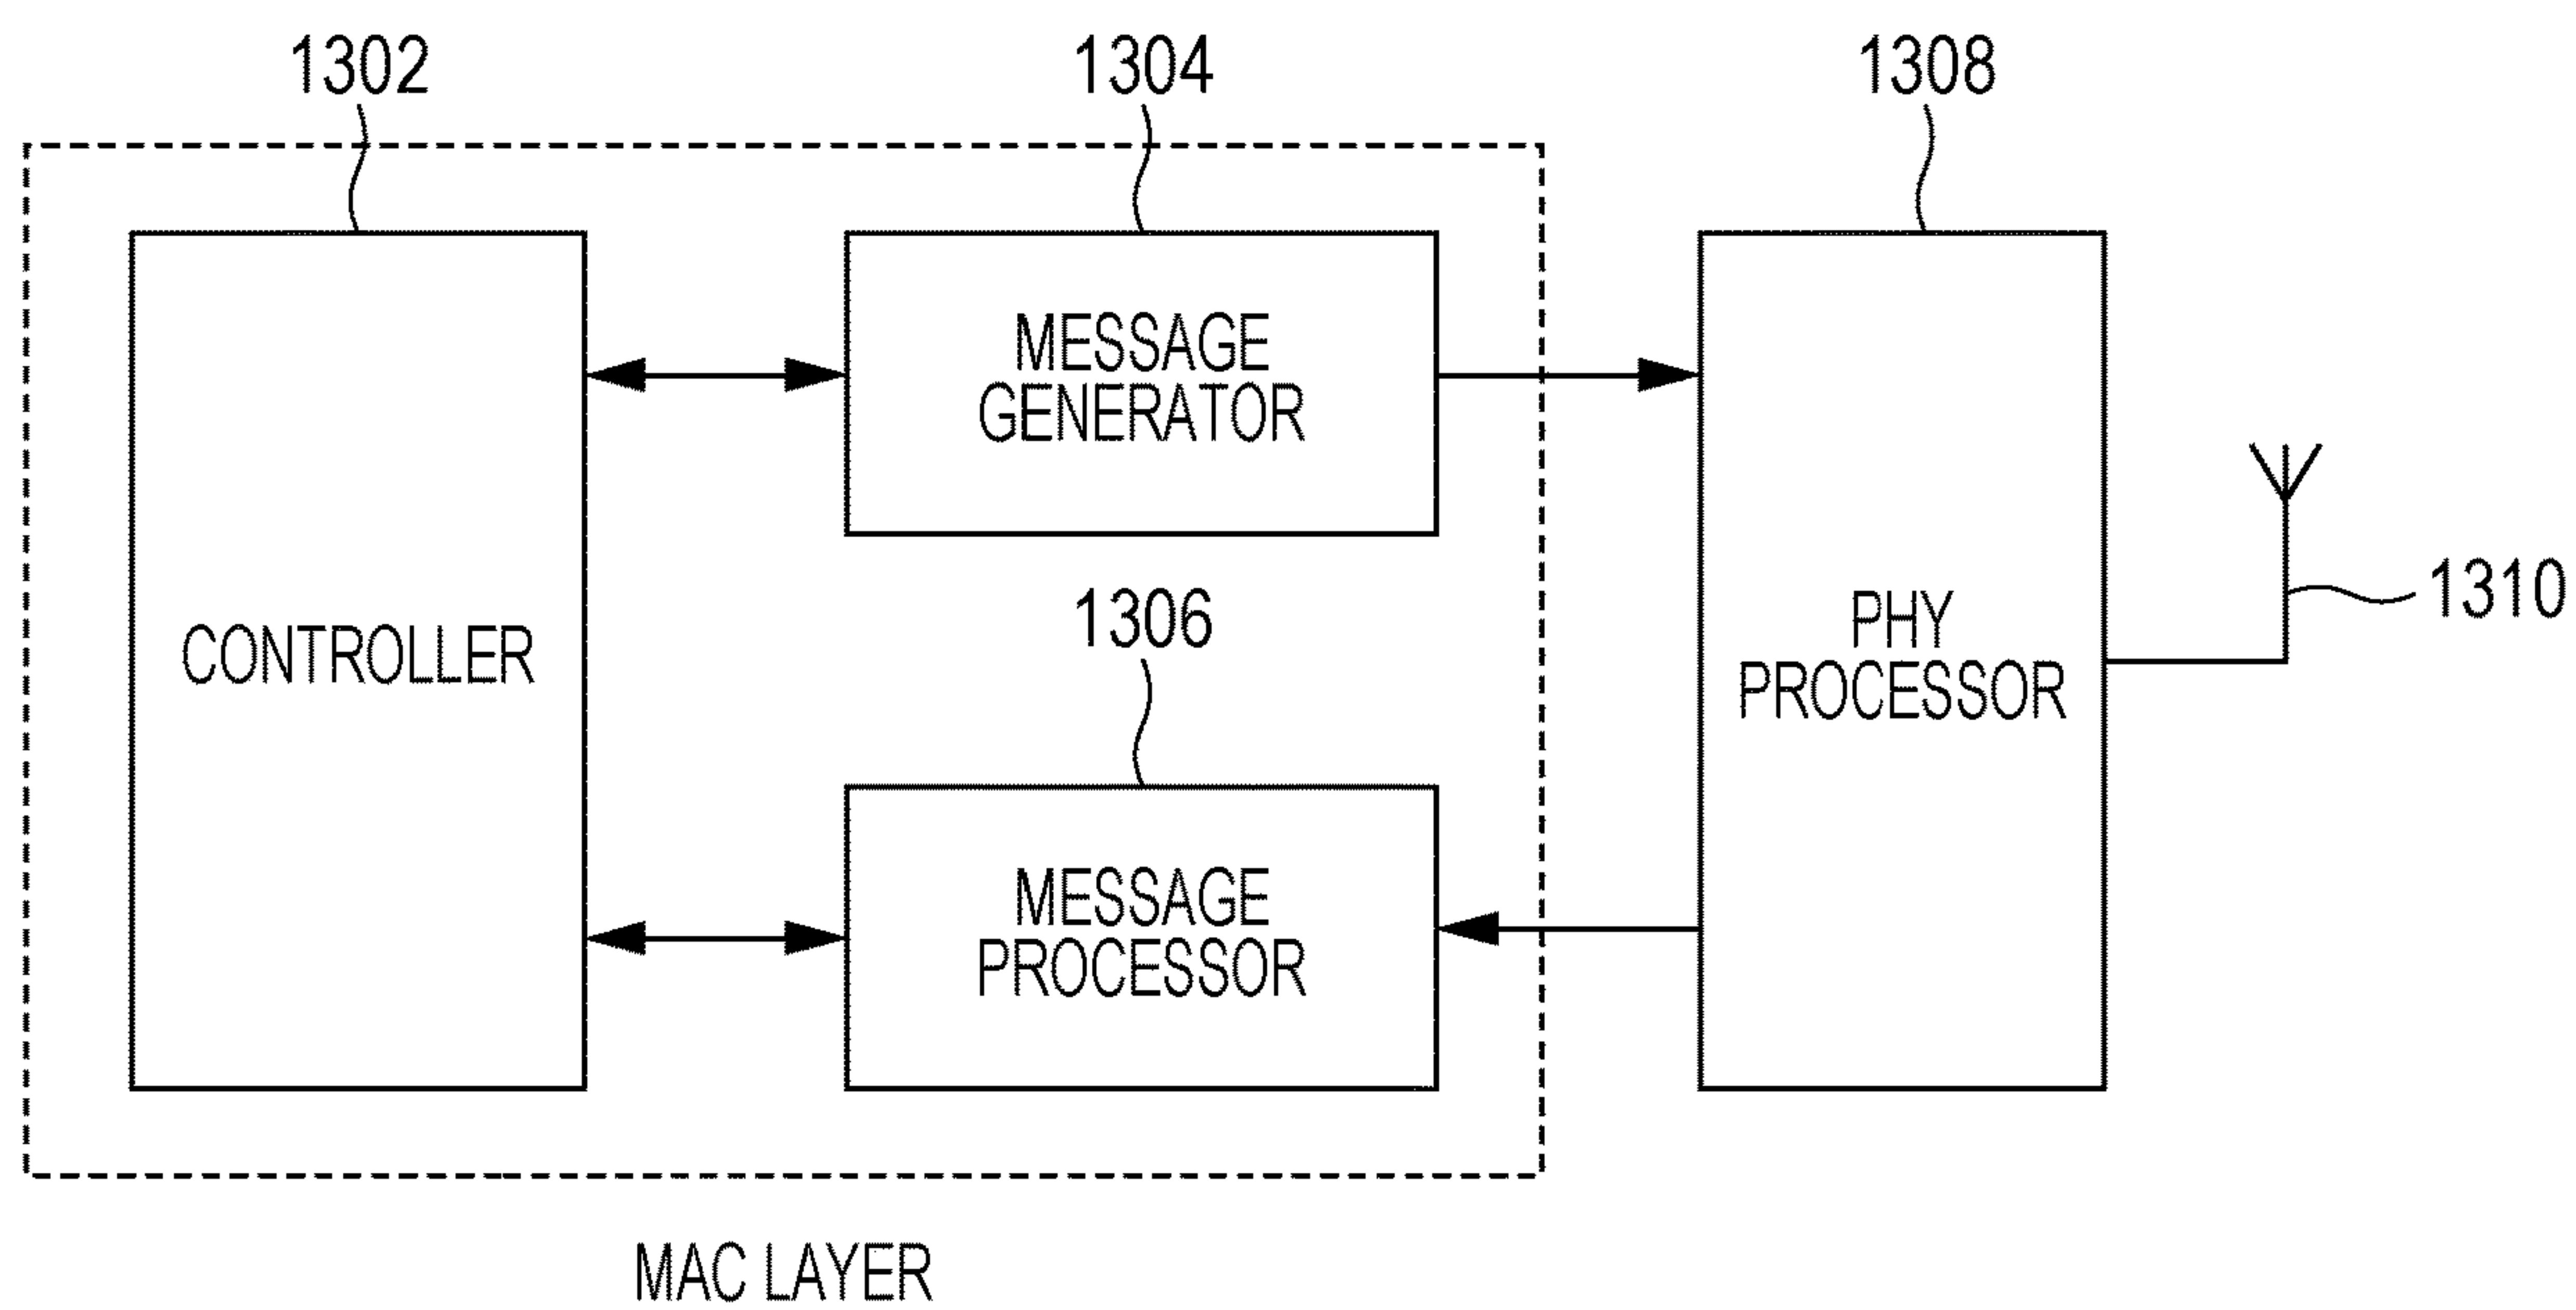 1302
1304
1308
MESSAGE
GENERATOR
1306
CONTROLLER
PHY
PROCESSOR
1310
MESSAGE
PROCESSOR
MAC LAYER